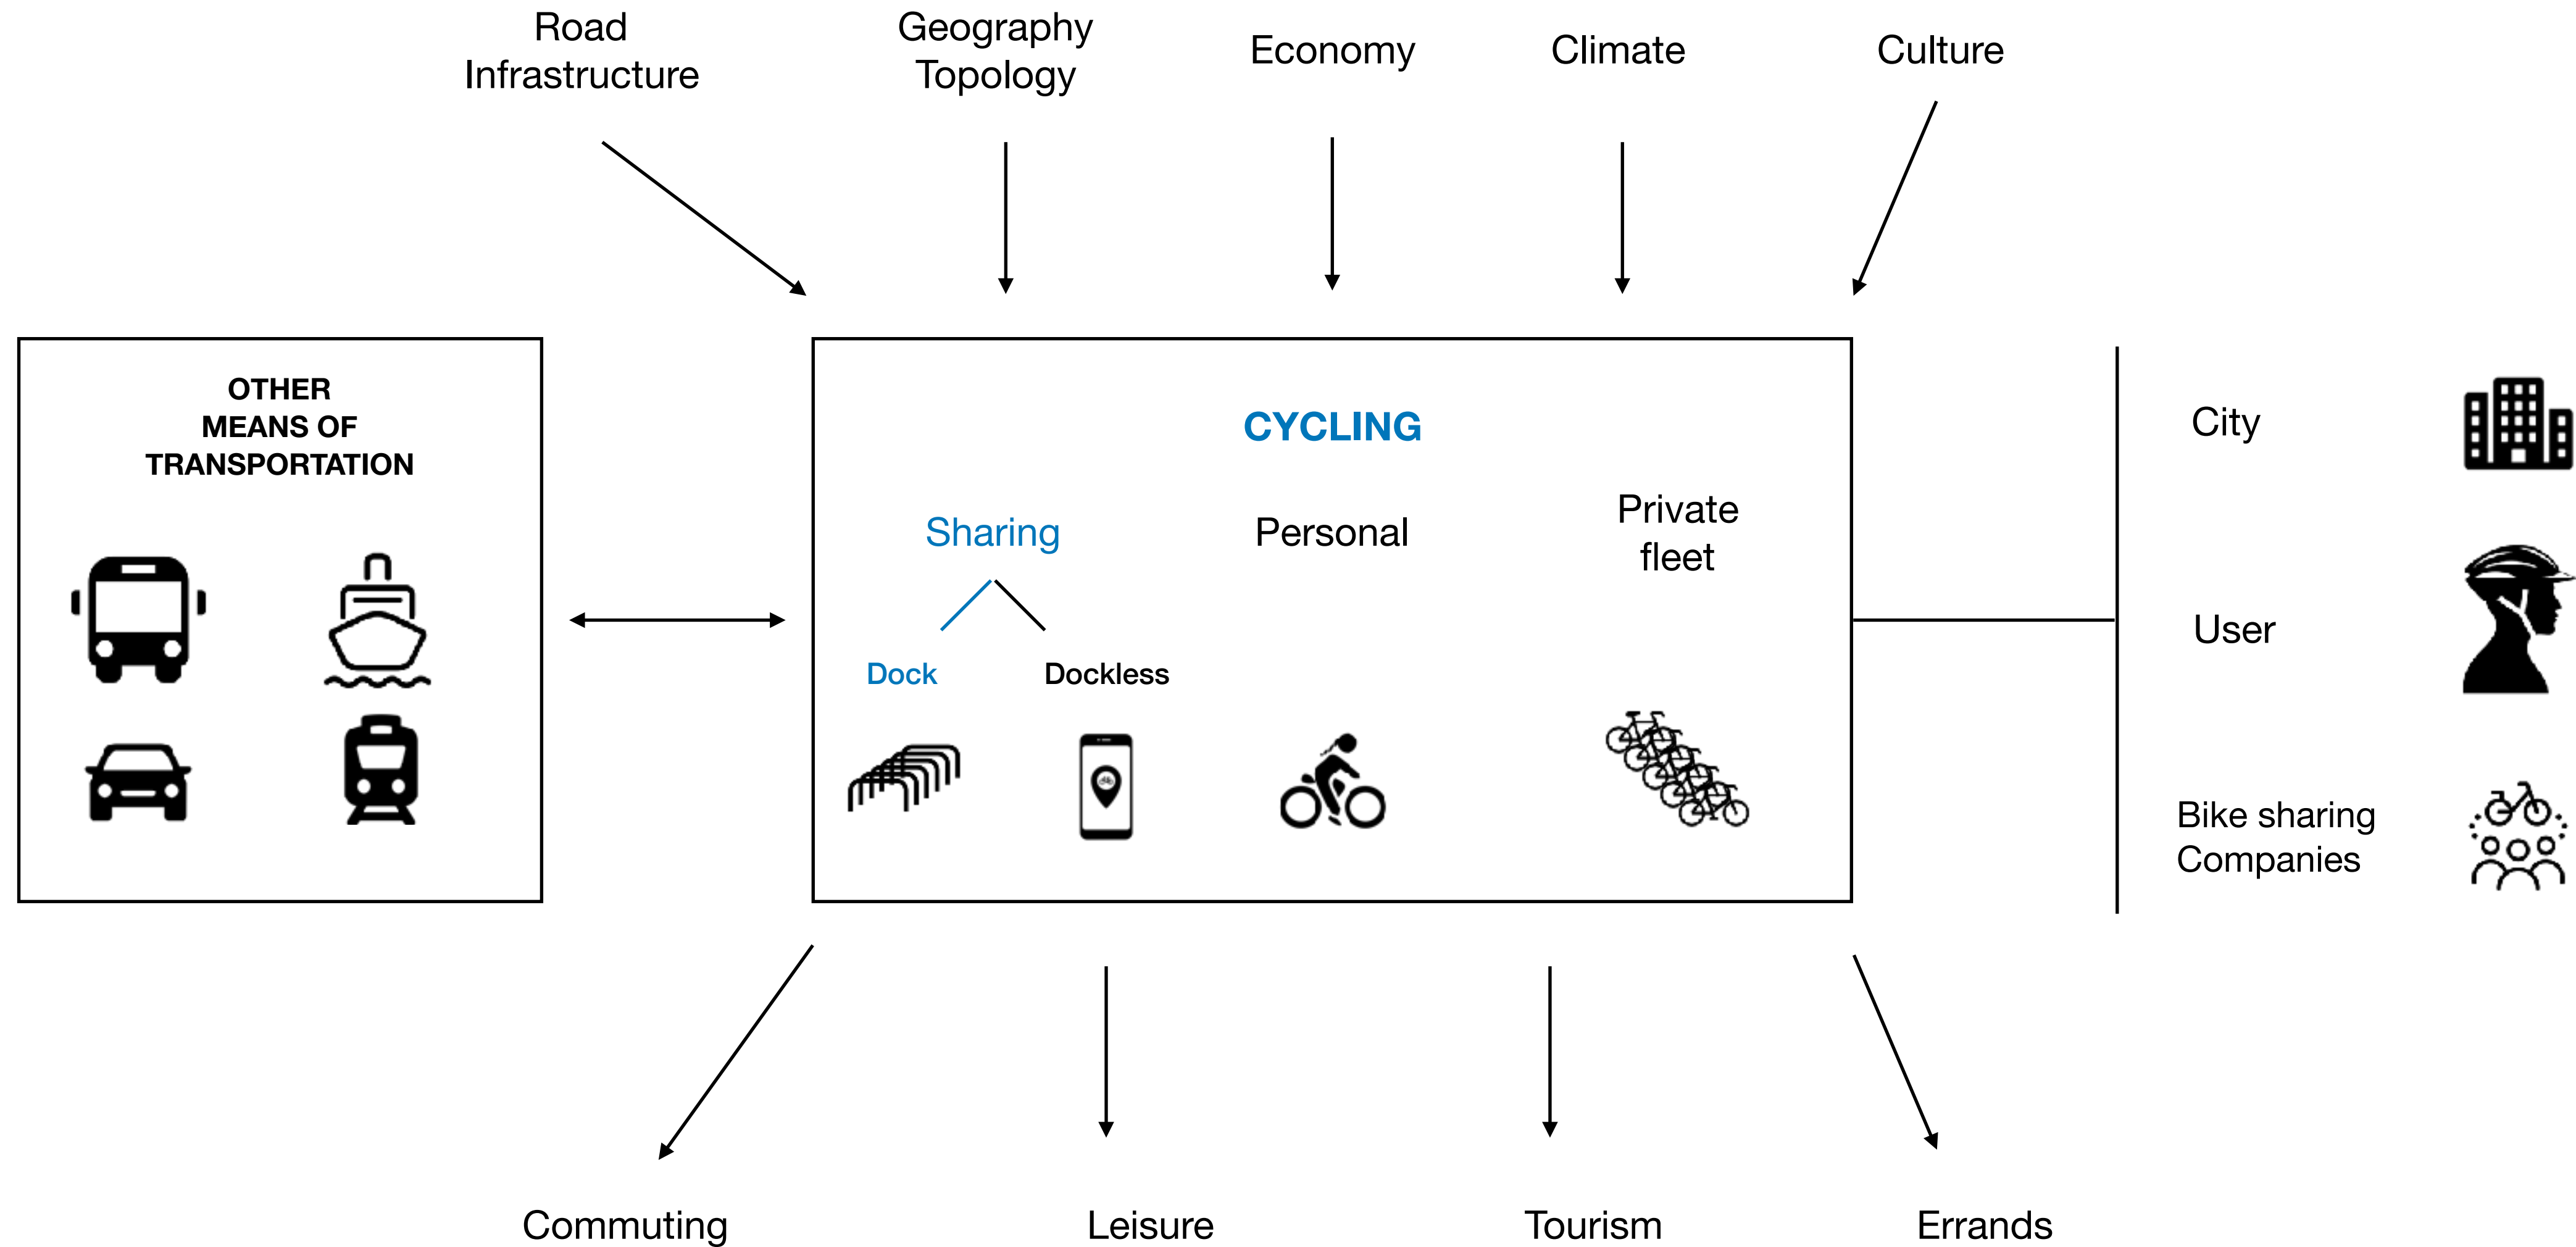 Road
Infrastructure
Geography
Topology
Economy
Climate
Culture
OTHER
MEANS OF
TRANSPORTATION
CYCLING
Sharing
Personal
Private
fleet
Dock
Dockless
City
User
Bike sharing
Companies
Commuting
Leisure
Tourism
Errands